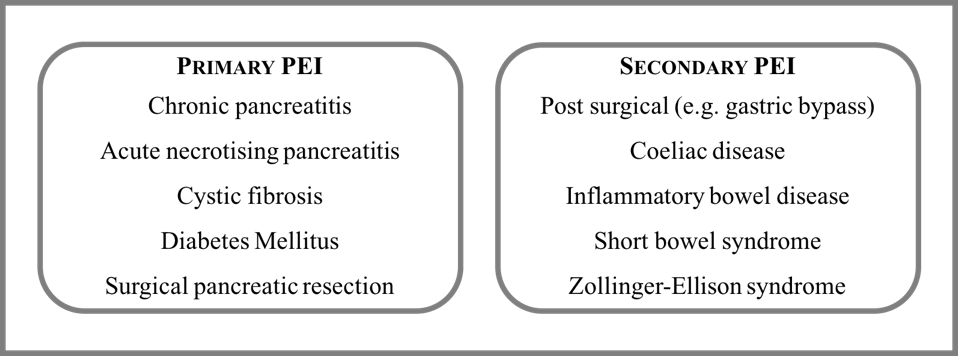 PRIMARY PEI
Chronic pancreatitis
Acute necrotising pancreatitis
Cystic fibrosis
Diabetes Mellitus
Surgical pancreatic resection
SECONDARY PEI
Post surgical (e.g. gastric bypass)
Coeliac disease
Inflammatory bowel disease
Short bowel syndrome
Zollinger-Ellison syndrome